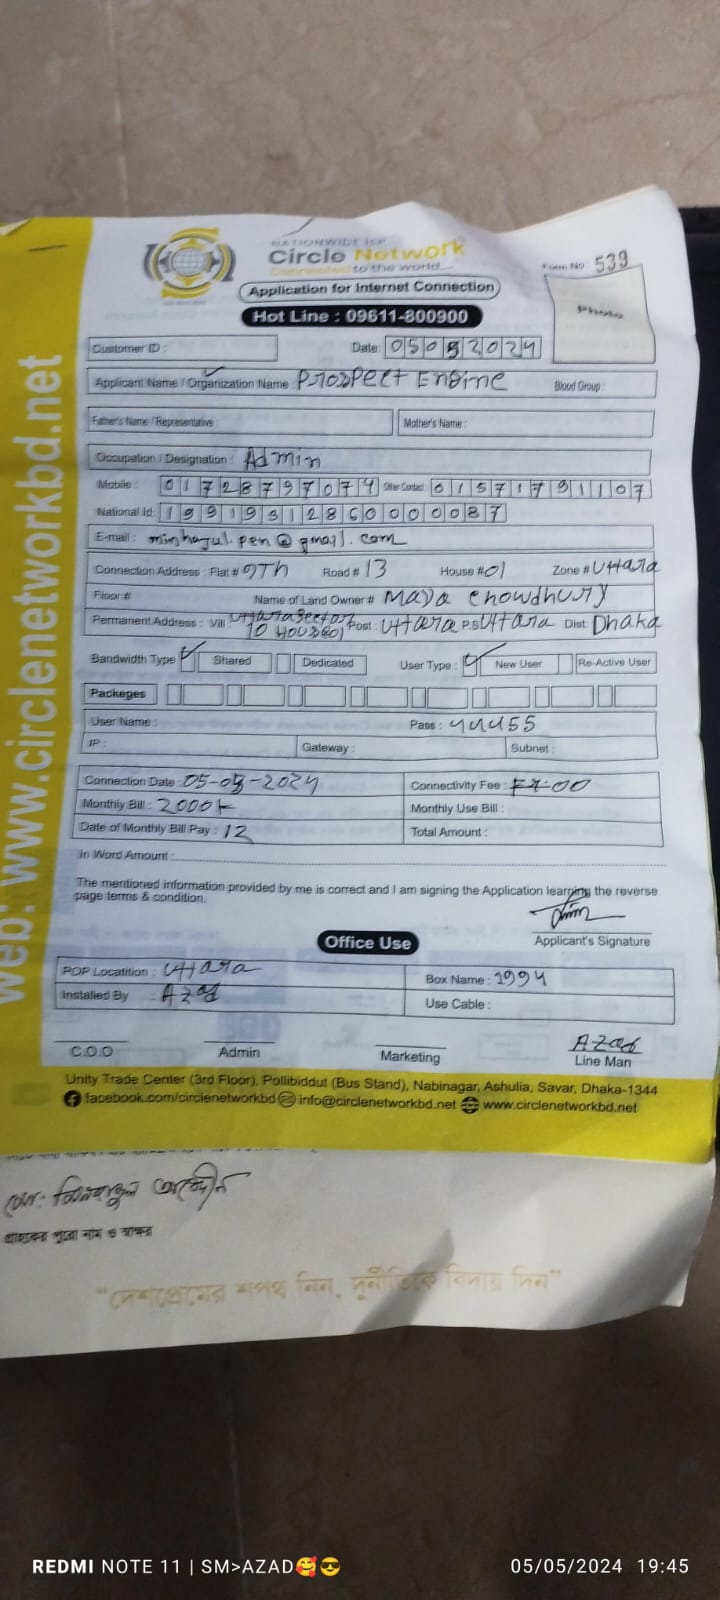 NATIONWIDE ISP
Circle Network
Connected to the world...
Form No 539
Application for Internet Connection
Hot Line : 09611-800900
Photo
Customer ID :
Date: 05052024
Applicant Name / Organization Name : Prospect Engine Blood Group :
Father's Name / Representative : Mother's Name :
Occupation / Designation : Admin
Mobile : 01728797074 Other Contact 01571791107
National Id: 19919312860000087
E-mail : minhajul.pen@gmail.com
Connection Address : Flat # 9Th Road # 13 House # 01 Zone # Uttara
Floor # Name of Land Owner # Maya Chowdhury
Permanent Address : Vill: Uttara Sector 10 House 01 Post : Uttara P.S Uttara Dist: Dhaka
Bandwidth Type Shared Dedicated User Type : New User Re-Active User
Packeges
User Name : Pass : 44455
IP : Gateway : Subnet :
Connection Date : 05-05-2024 Connectivity Fee :
Monthly Bill : 2000 Monthly Use Bill :
Date of Monthly Bill Pay : 12 Total Amount :
In Word Amount :
The mentioned information provided by me is correct and I am signing the Application learning the reverse
page terms & condition.
Applicant's Signature
Office Use
POP Locatition : Uttara Box Name : 1994
Installed By : Azad Use Cable :
Azad
C.O.O Admin Marketing Line Man
Unity Trade Center (3rd Floor), Pollibiddut (Bus Stand), Nabinagar, Ashulia, Savar, Dhaka-1344
facebook.com/circlenetworkbd info@circlenetworkbd.net www.circlenetworkbd.net
web: www.circlenetworkbd.net
মো: মিনহাজুল আবেদীন
গ্রাহকের পুরো নাম ও স্বাক্ষর
"দেশপ্রেমের শপথ নিন, দুর্নীতিকে বিদায় দিন"
REDMI NOTE 11 | SM>AZAD🥰😎 05/05/2024 19:45